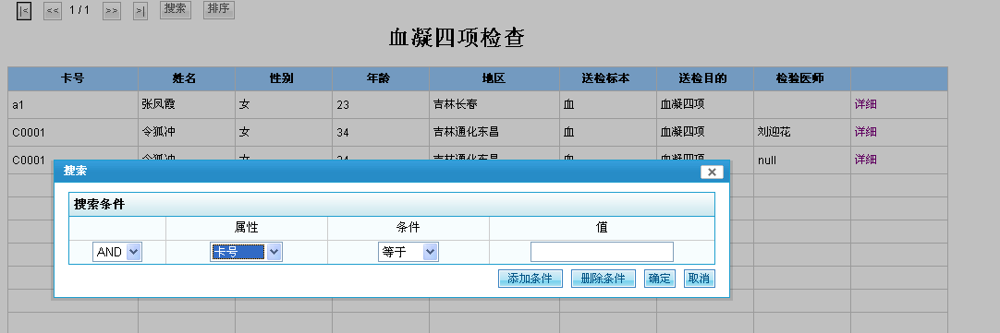 |< << 1 / 1 >> >| 搜索 排序
血凝四项检查
卡号 姓名 性别 年龄 地区 送检标本 送检目的 检验医师
a1 张凤霞 女 23 吉林长春 血 血凝四项 详细
C0001 令狐冲 女 34 吉林通化东昌 血 血凝四项 刘迎花 详细
C0001 令狐冲 女 34 吉林通化东昌 血 血凝四项 null 详细
搜索
搜索条件
属性 条件 值
AND 卡号 等于
添加条件 删除条件 确定 取消